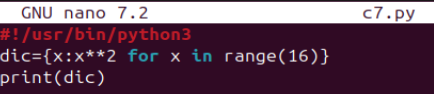 GNU nano 7.2 c7.py
#!/usr/bin/python3
dic={x:x**2 for x in range(16)}
print(dic)